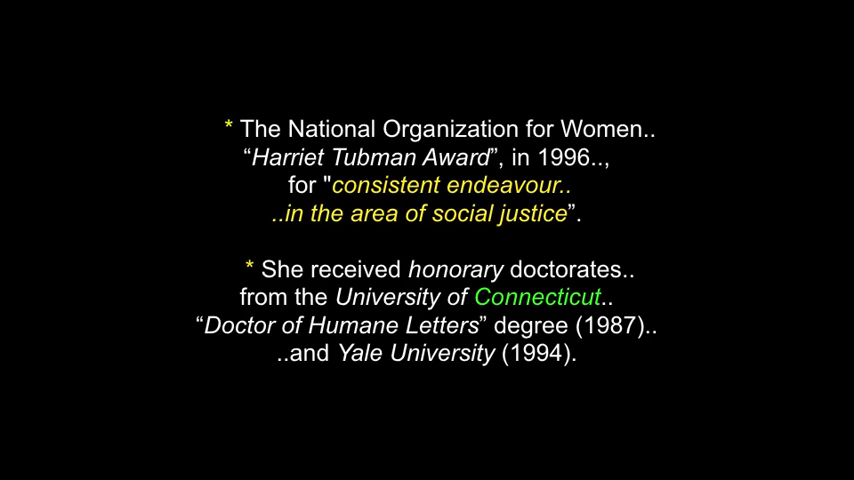 * The National Organization for Women..
“Harriet Tubman Award”, in 1996..,
for "consistent endeavour..
..in the area of social justice”.
* She received honorary doctorates..
from the University of Connecticut..
“Doctor of Humane Letters” degree (1987)..
..and Yale University (1994).